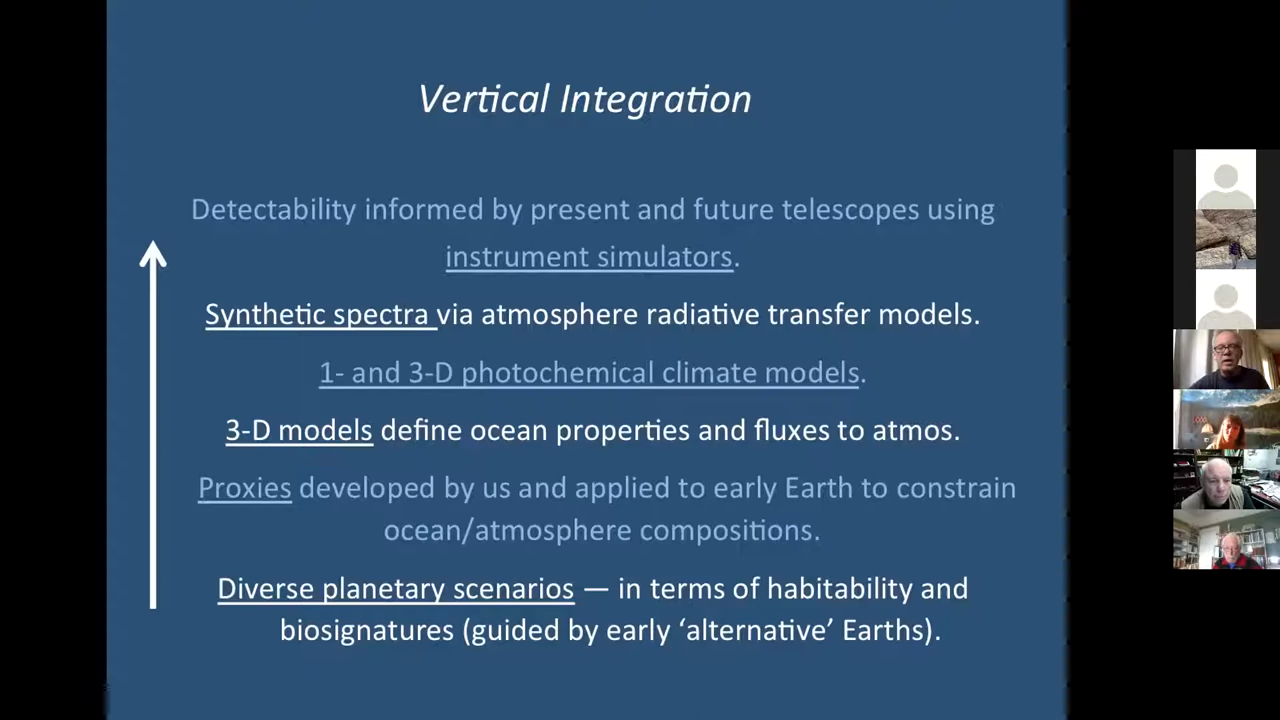 Vertical Integration
Detectability informed by present and future telescopes using
instrument simulators.
Synthetic spectra via atmosphere radiative transfer models.
1- and 3-D photochemical climate models.
3-D models define ocean properties and fluxes to atmos.
Proxies developed by us and applied to early Earth to constrain
ocean/atmosphere compositions.
Diverse planetary scenarios — in terms of habitability and
biosignatures (guided by early ‘alternative’ Earths).